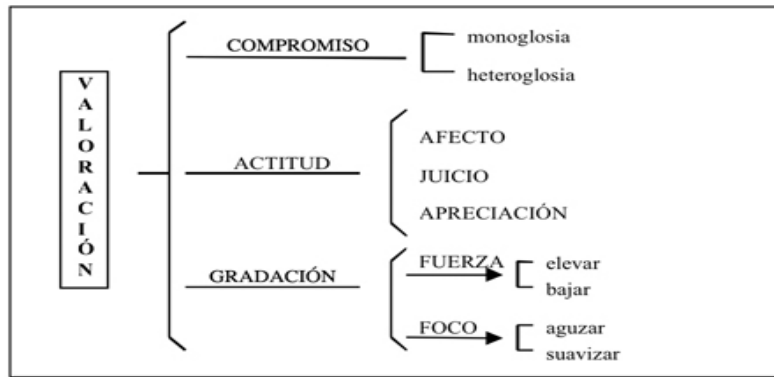 VALORACIÓN
COMPROMISO
monoglosia
heteroglosia
ACTITUD
AFECTO
JUICIO
APRECIACIÓN
GRADACIÓN
FUERZA
elevar
bajar
FOCO
aguzar
suavizar